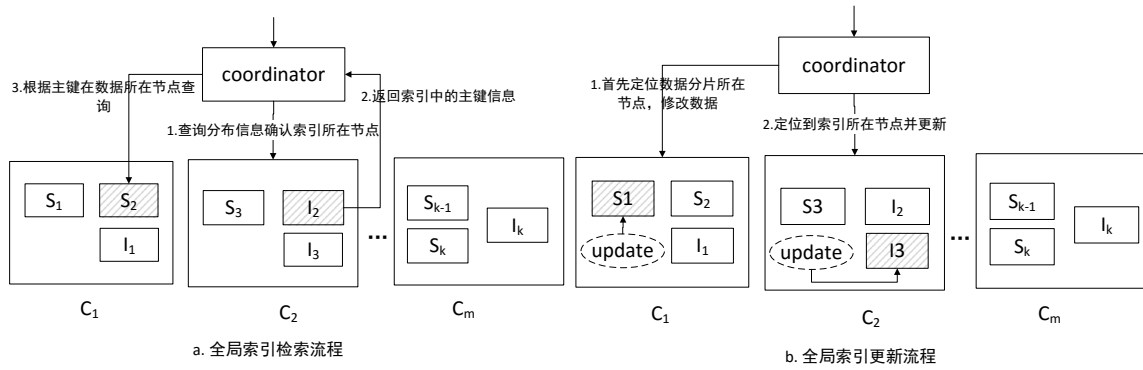 coordinator
3.根据主键在数据所在节点查
询
2.返回索引中的主键信息
1.查询分布信息确认索引所在节点
S1
S2
I1
C1
S3
I2
I3
C2
...
Sk-1
Sk
Ik
Cm
a. 全局索引检索流程
coordinator
1.首先定位数据分片所在
节点，修改数据
2.定位到索引所在节点并更新
S1
S2
update
I1
C1
S3
I2
update
I3
C2
...
Sk-1
Sk
Ik
Cm
b. 全局索引更新流程